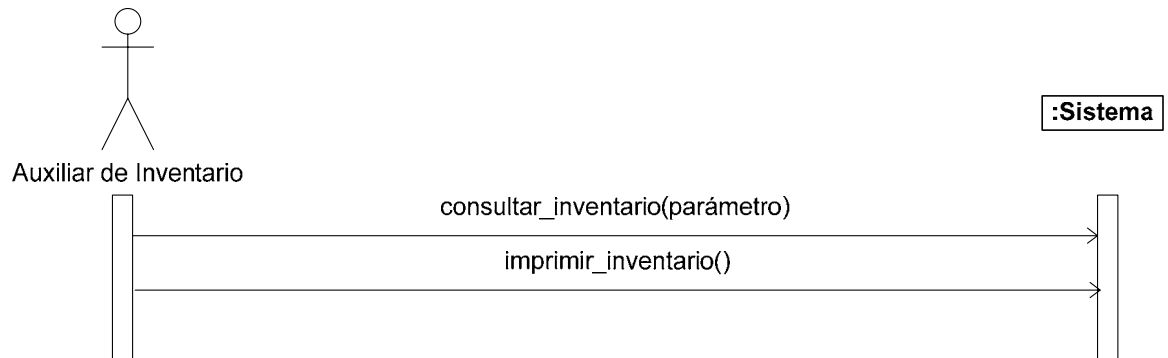 :Sistema
Auxiliar de Inventario
consultar_inventario(parámetro)
imprimir_inventario()